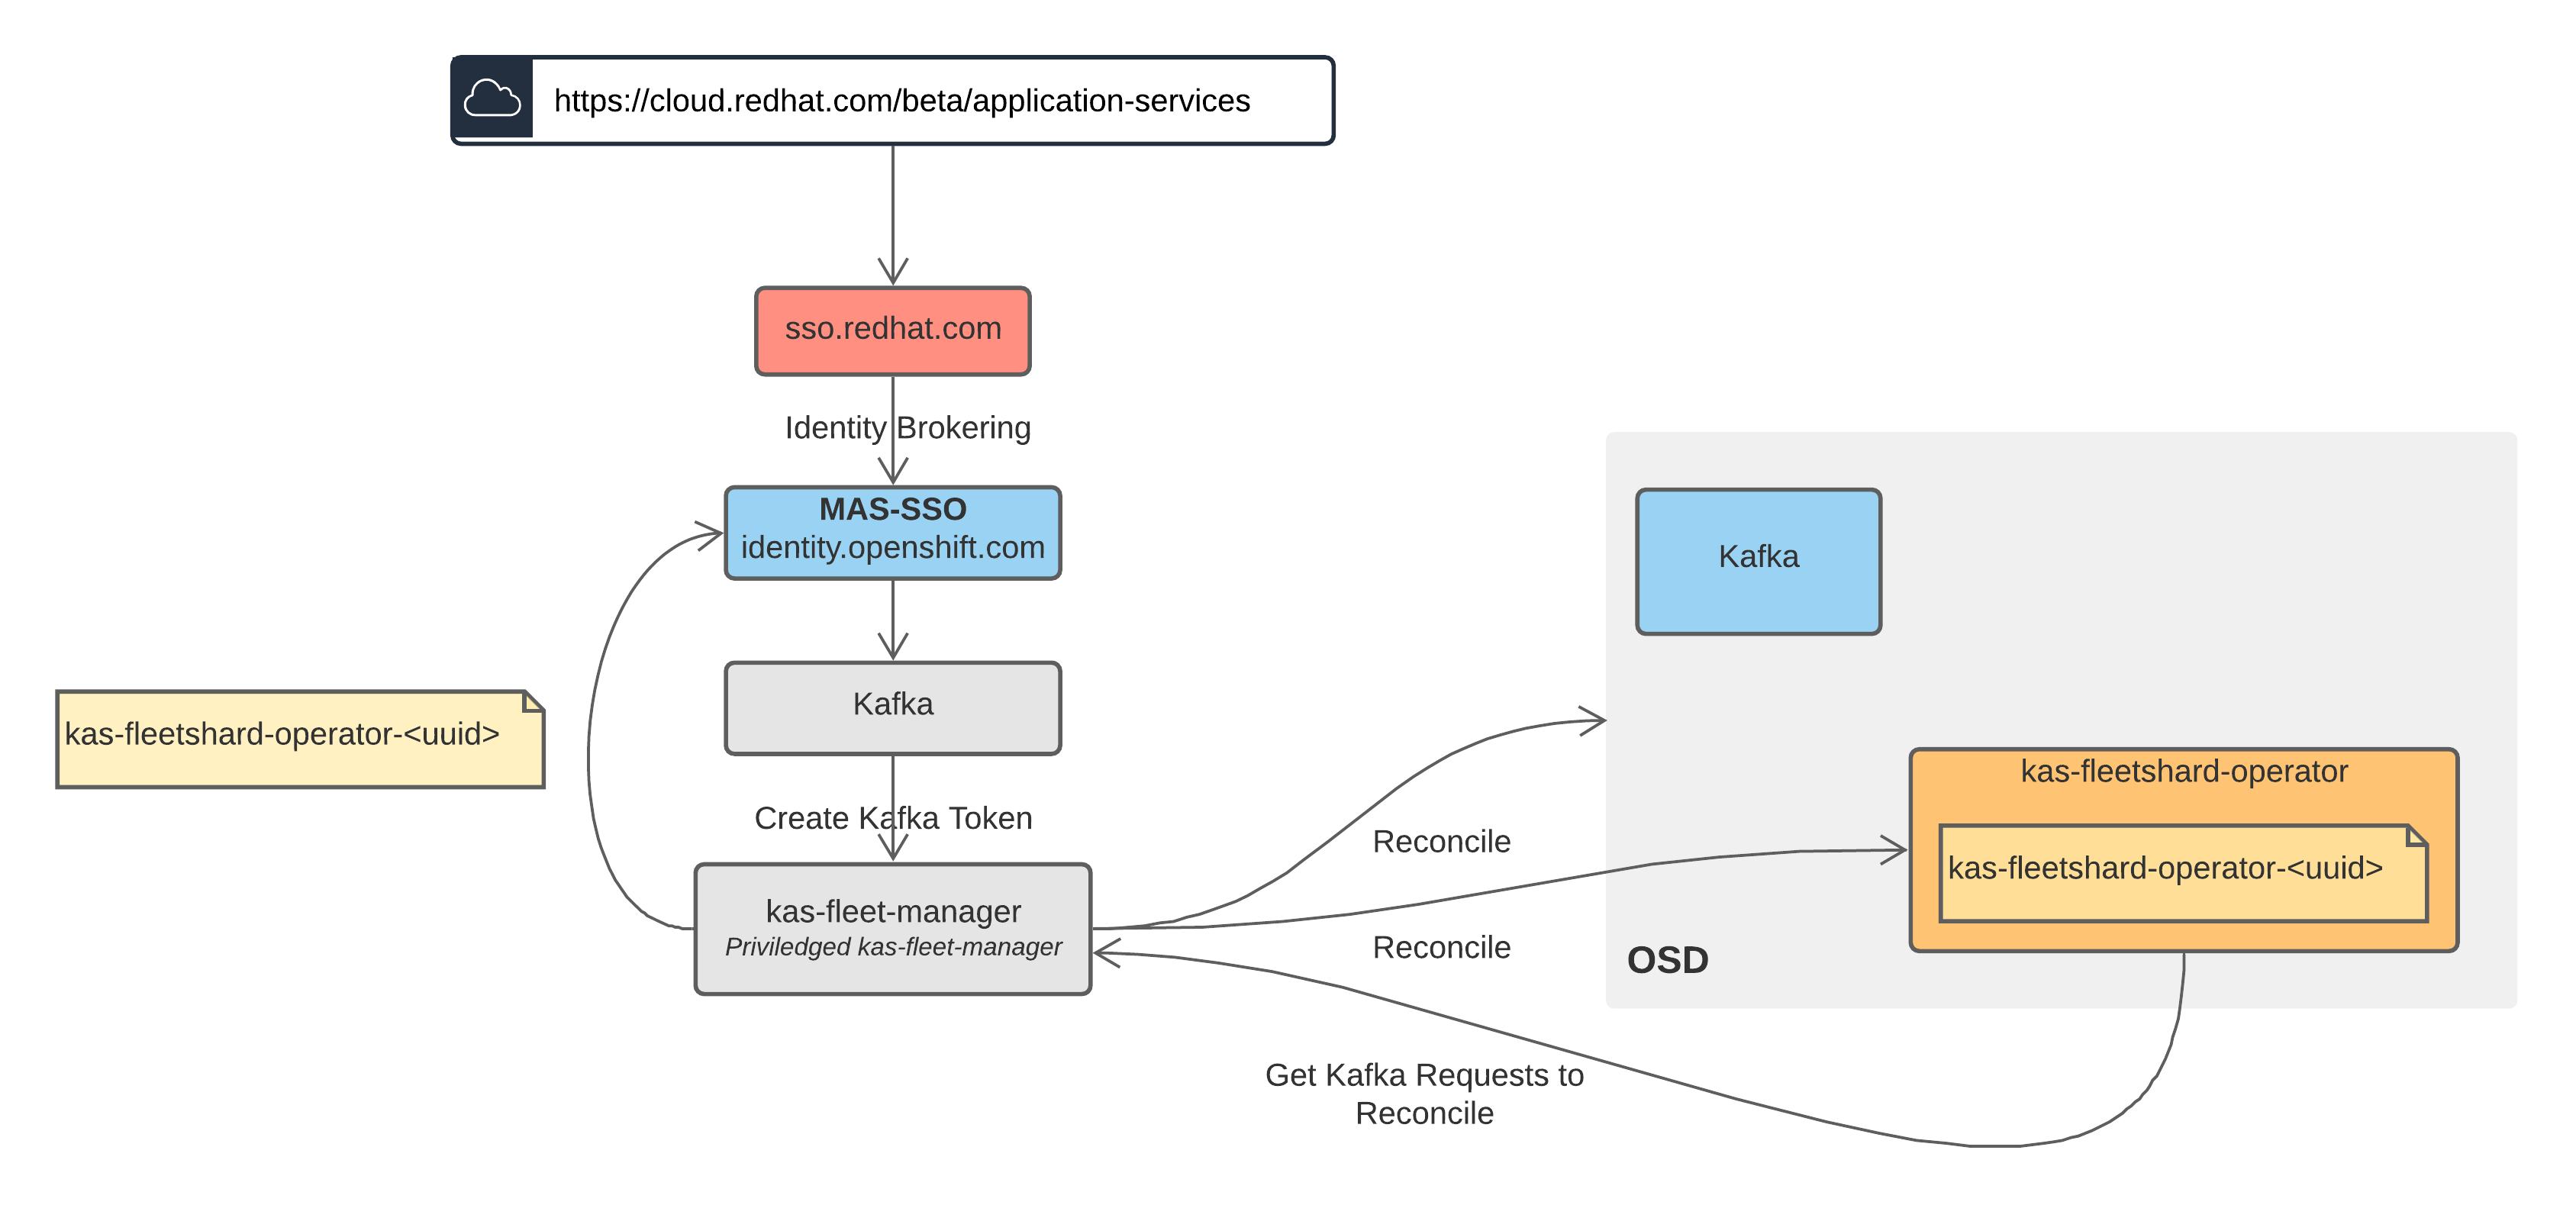 https://cloud.redhat.com/beta/application-services
sso.redhat.com
Identity Brokering
MAS-SSO
identity.openshift.com
Kafka
Kafka
kas-fleetshard-operator-<uuid>
Create Kafka Token
kas-fleet-manager
Priviledged kas-fleet-manager
Reconcile
Reconcile
kas-fleetshard-operator
kas-fleetshard-operator-<uuid>
OSD
Get Kafka Requests to
Reconcile